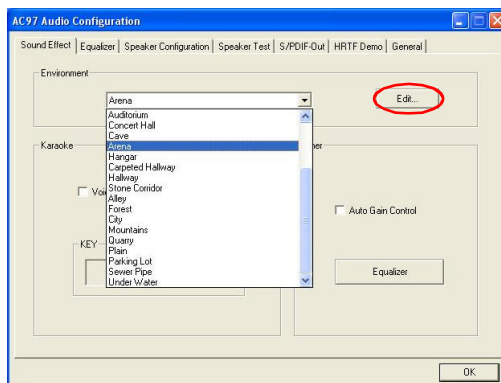 AC97 Audio Configuration
Sound Effect Equalizer Speaker Configuration Speaker Test S/PDIF-Out HRTF Demo General
Environment
Arena
Edit...
Auditorium
Concert Hall
Cave
Arena
Hangar
Carpeted Hallway
Hallway
Stone Corridor
Alley
Forest
City
Mountains
Quarry
Plain
Parking Lot
Sewer Pipe
Under Water
Karaoke
KEY
Auto Gain Control
Equalizer
OK